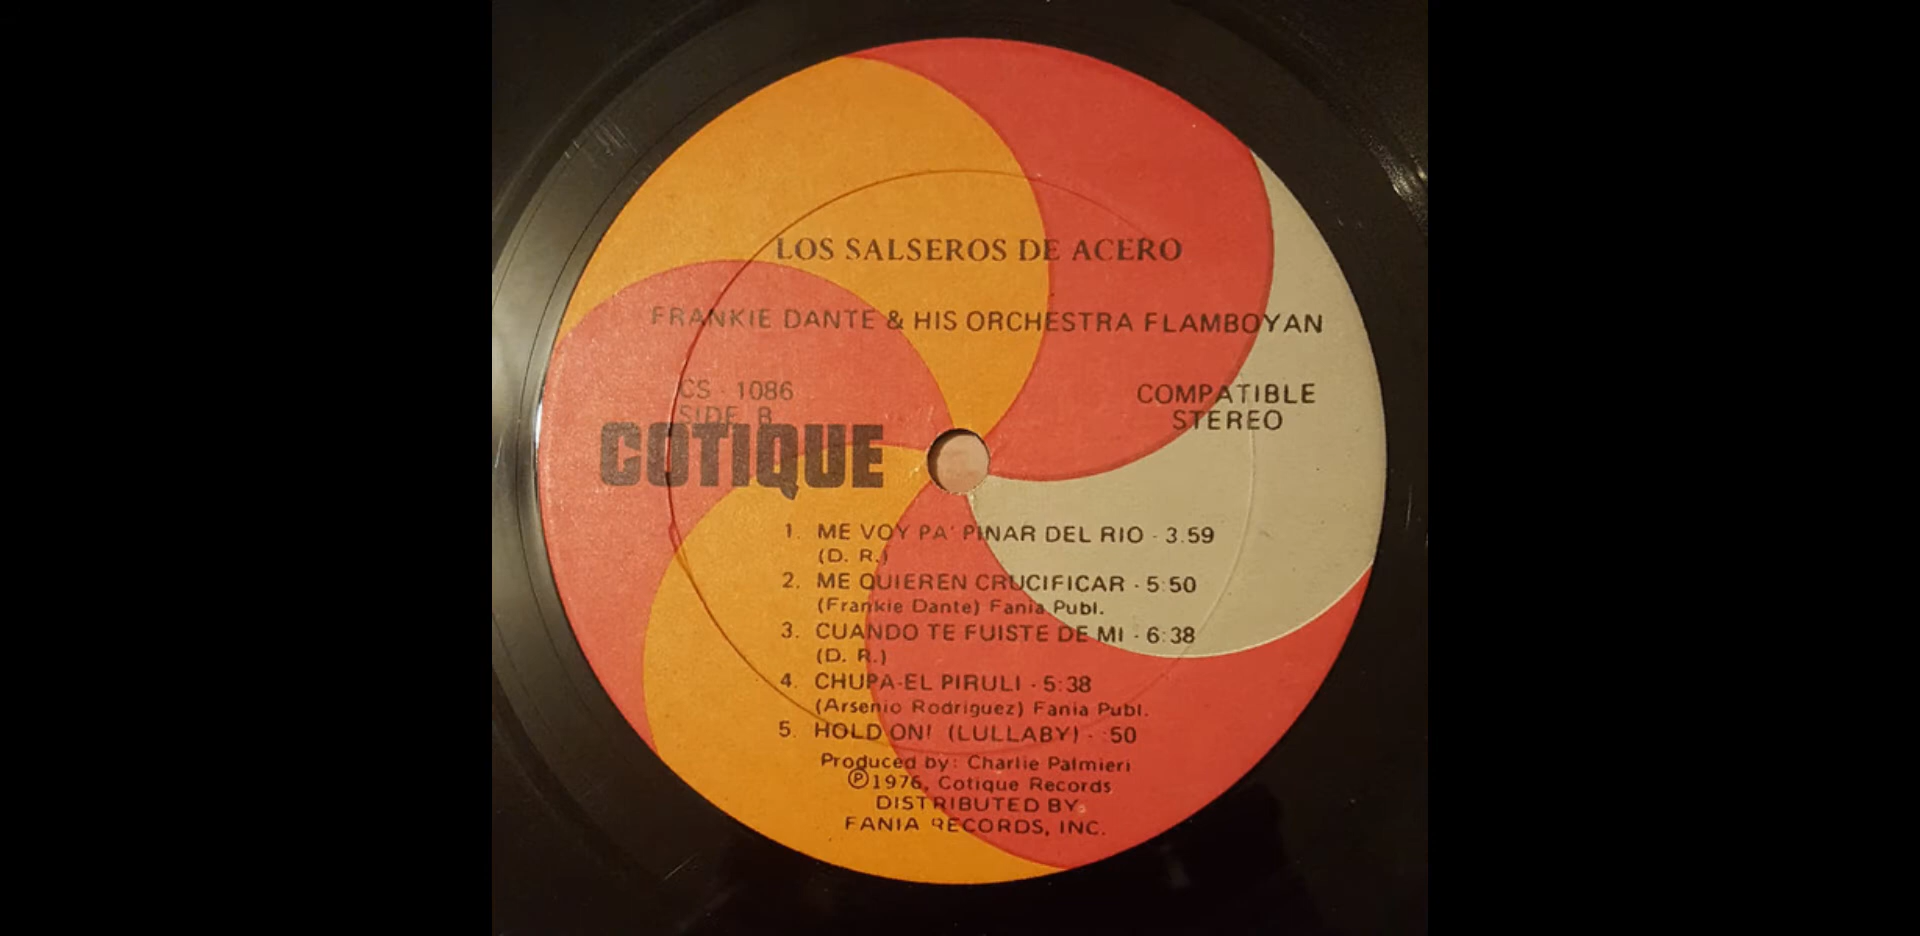 LOS SALSEROS DE ACERO
FRANKIE DANTE & HIS ORCHESTRA FLAMBOYAN
CS - 1086
SIDE B
COMPATIBLE
STEREO
COTIQUE
1. ME VOY PA' PINAR DEL RIO - 3.59
(D. R.)
2. ME QUIEREN CRUCIFICAR - 5:50
(Frankie Dante) Fania Publ.
3. CUANDO TE FUISTE DE MI - 6:38
(D. R.)
4. CHUPA-EL PIRULI - 5:38
(Arsenio Rodriguez) Fania Publ.
5. HOLD ON! (LULLABY) - :50
Produced by: Charlie Palmieri
Ⓟ1976, Cotique Records
DISTRIBUTED BY:
FANIA RECORDS, INC.